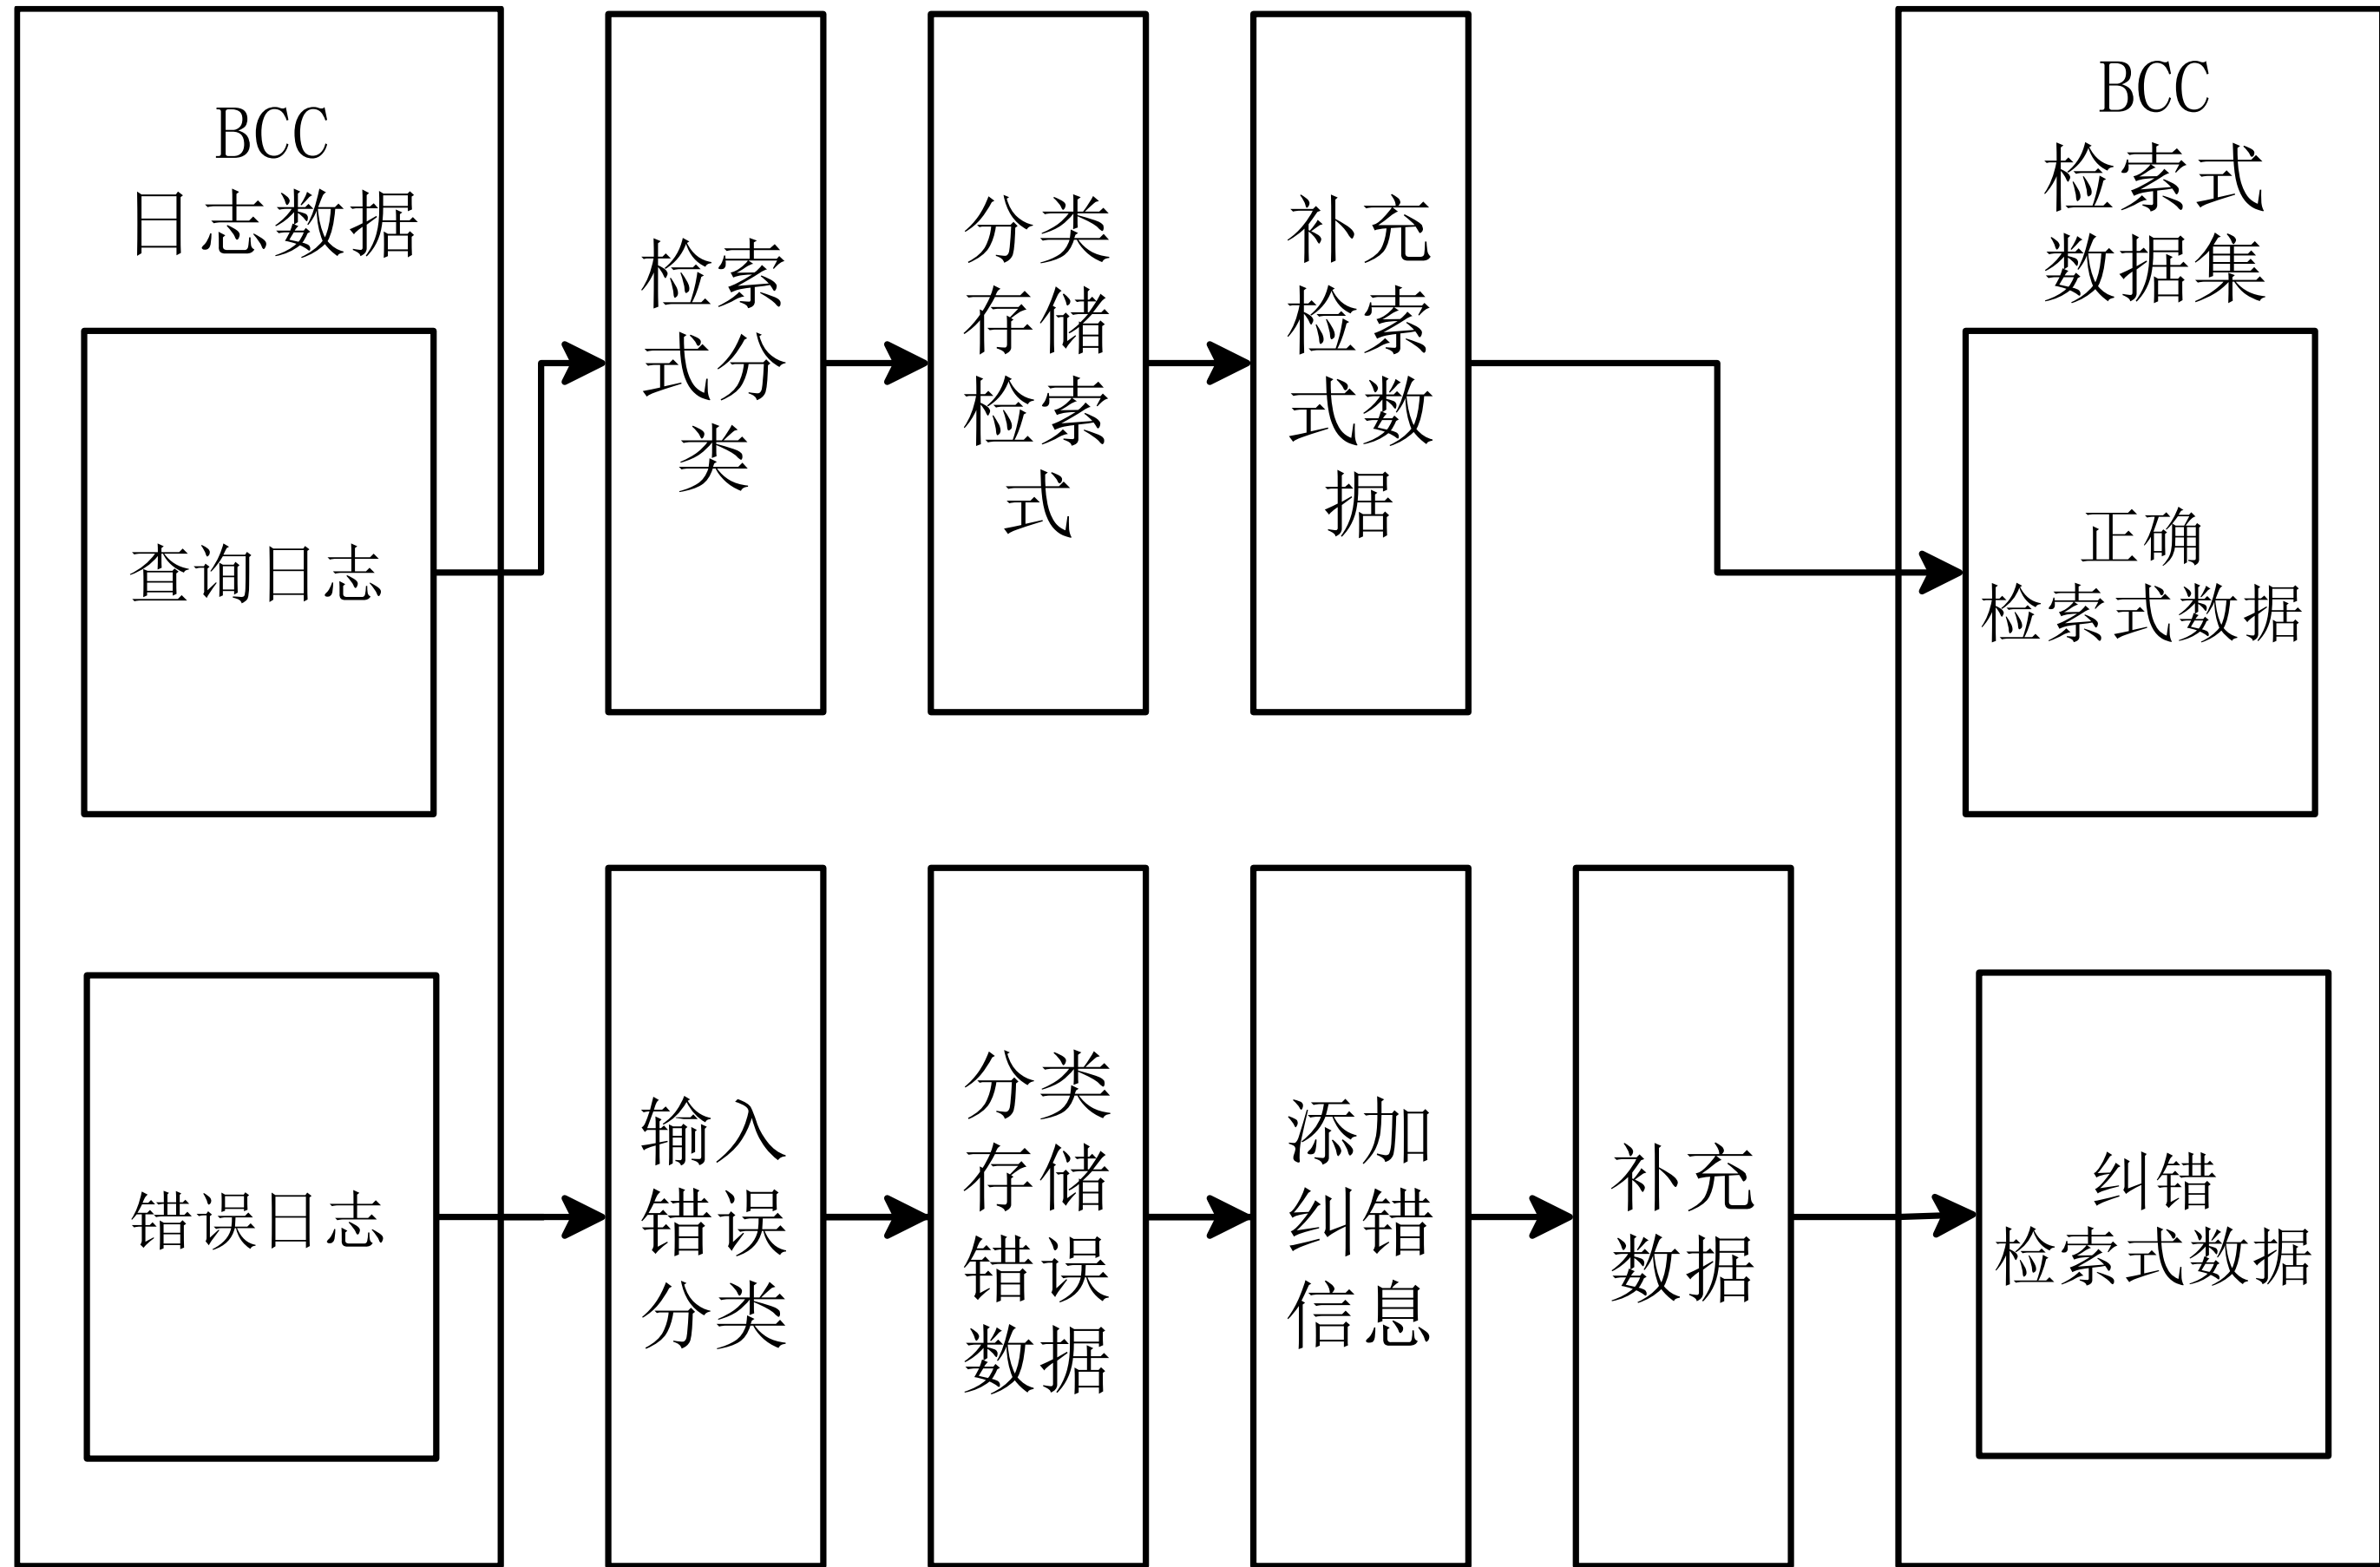 BCC
日志数据
查询日志
错误日志
检索
式分
类
分类
存储
检索
式
补充
检索
式数
据
输入
错误
分类
分类
存储
错误
数据
添加
纠错
信息
补充
数据
BCC
检索式
数据集
正确
检索式数据
纠错
检索式数据